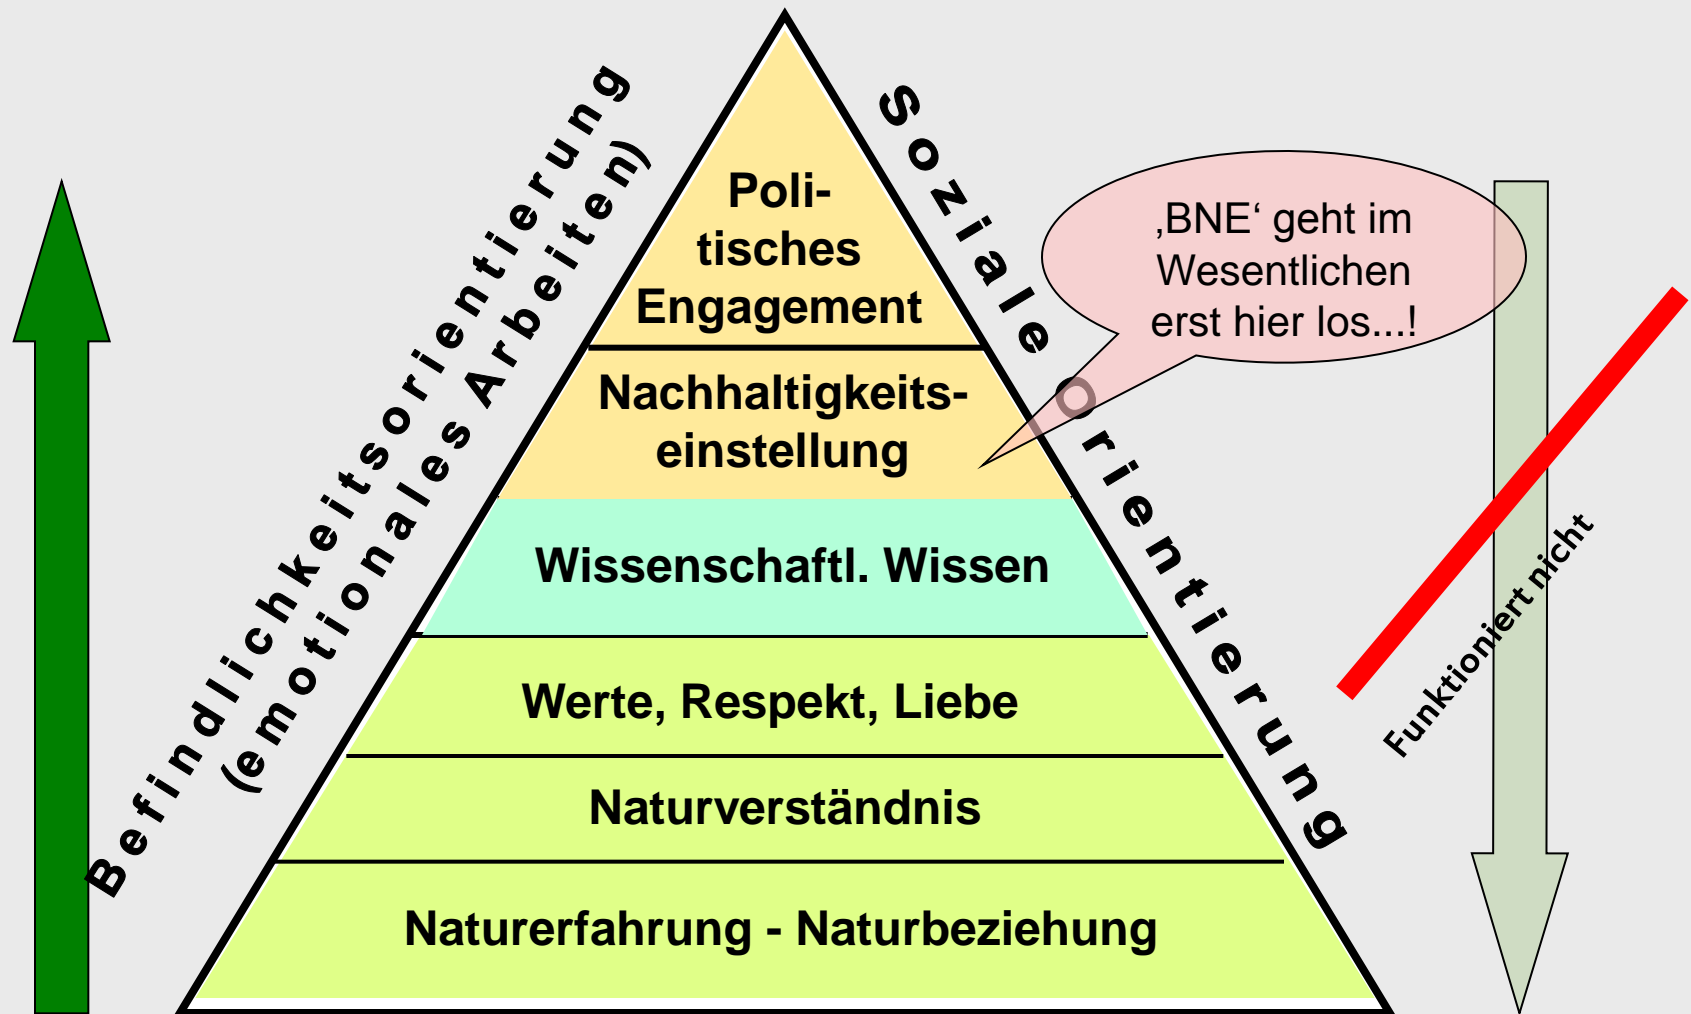 Befindlichkeitsorientierung
(emotionales Arbeiten)
Soziale Orientierung
Poli-
tisches
Engagement
Nachhaltigkeits-
einstellung
Wissenschaftl. Wissen
Werte, Respekt, Liebe
Naturverständnis
Naturerfahrung - Naturbeziehung
‚BNE‘ geht im
Wesentlichen
erst hier los...!
Funktioniert nicht